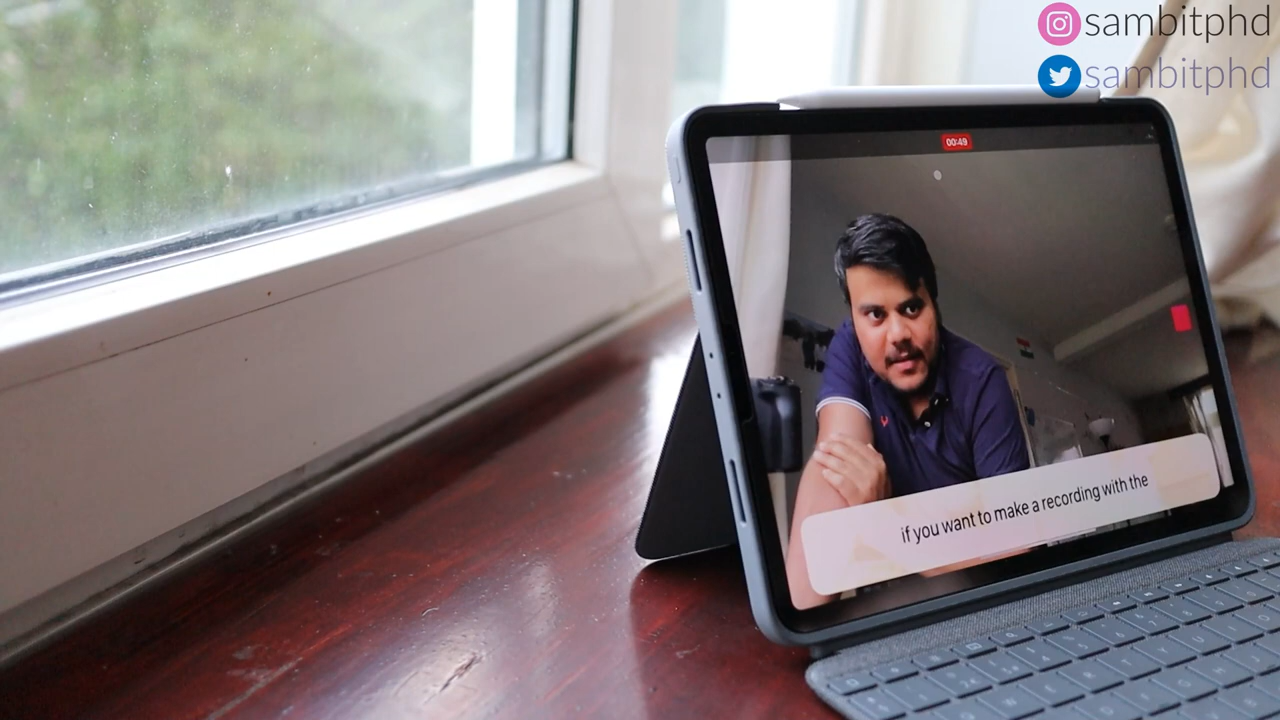 sambitphd
sambitphd
00:49
if you want to make a recording with the